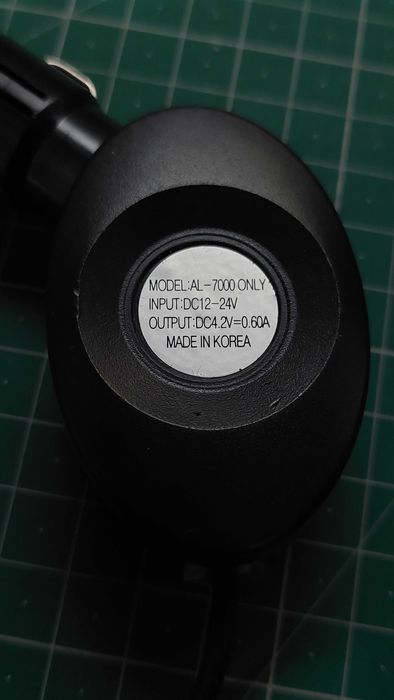 MODEL:AL-7000 ONLY
INPUT:DC12-24V
OUTPUT:DC4.2V=0.60A
MADE IN KOREA